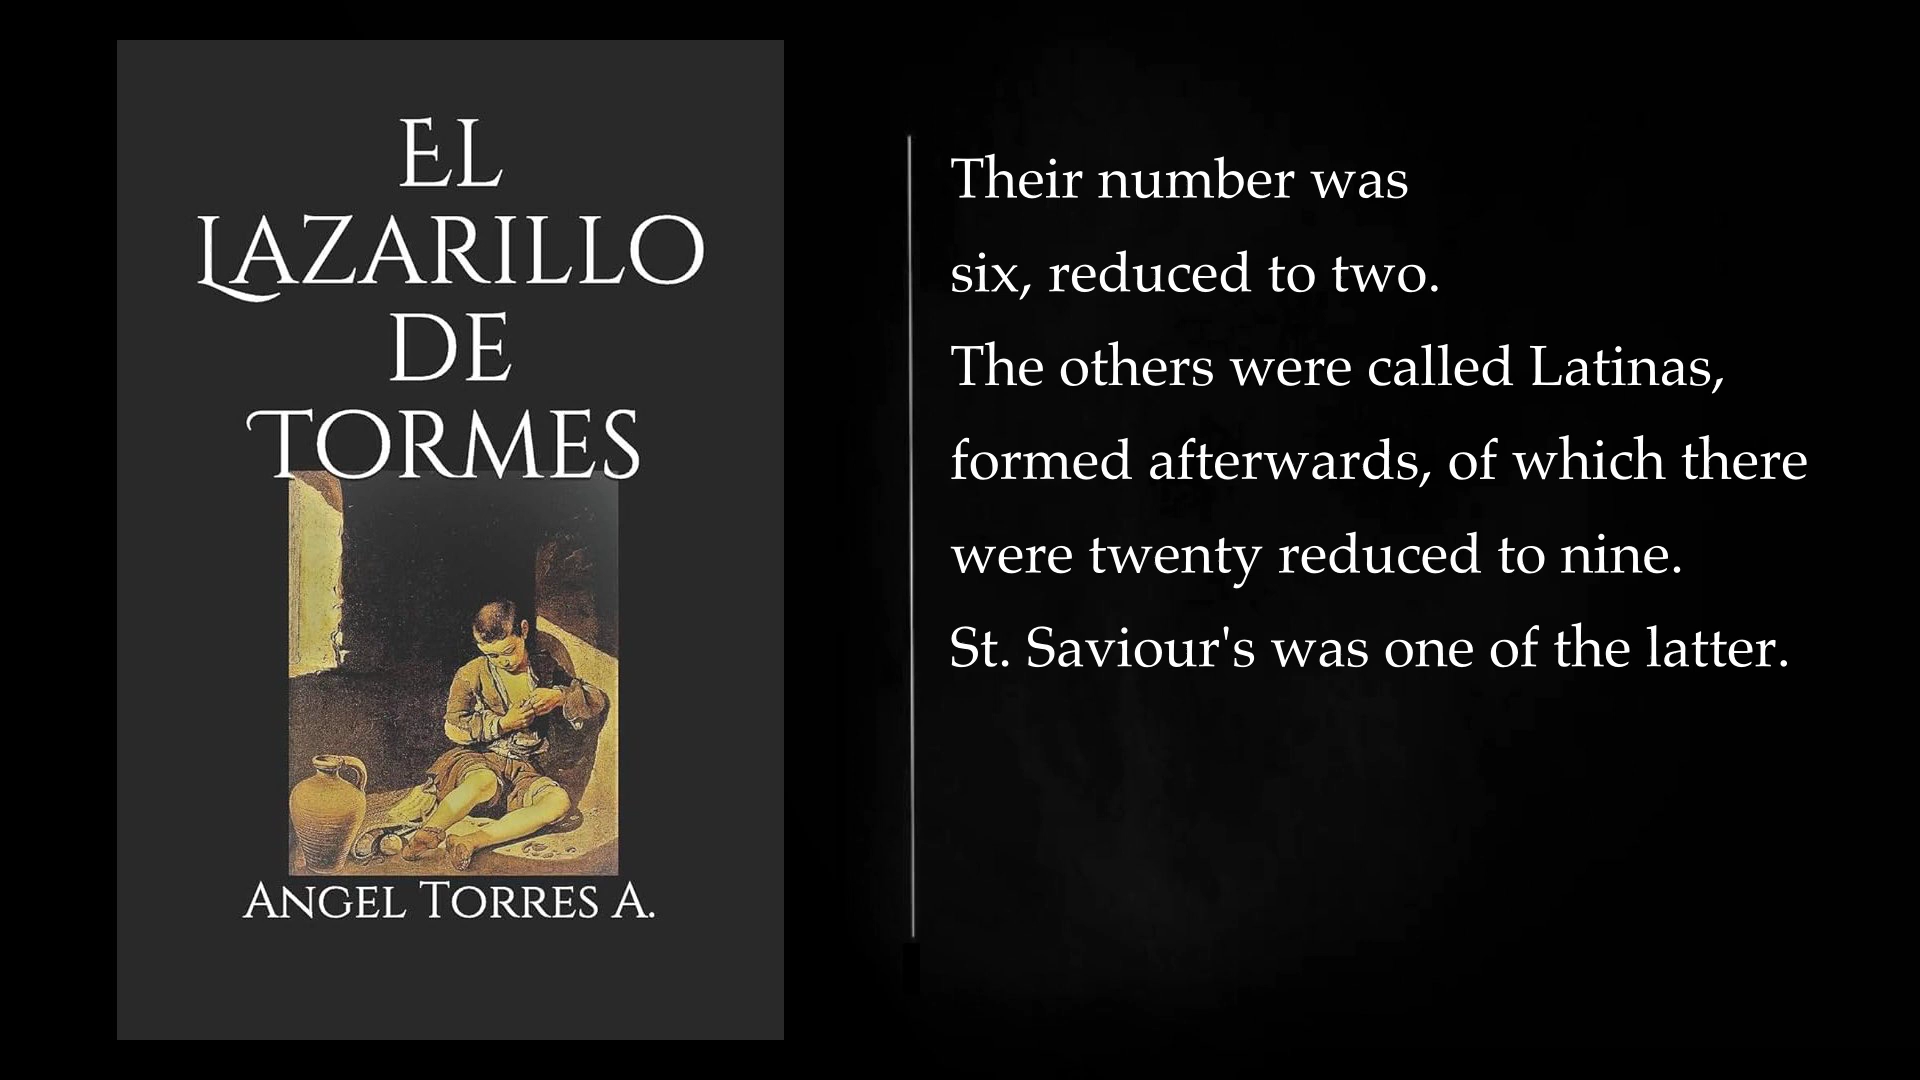 EL
LAZARILLO
DE
TORMES
ANGEL TORRES A.
Their number was
six, reduced to two.
The others were called Latinas,
formed afterwards, of which there
were twenty reduced to nine.
St. Saviour's was one of the latter.